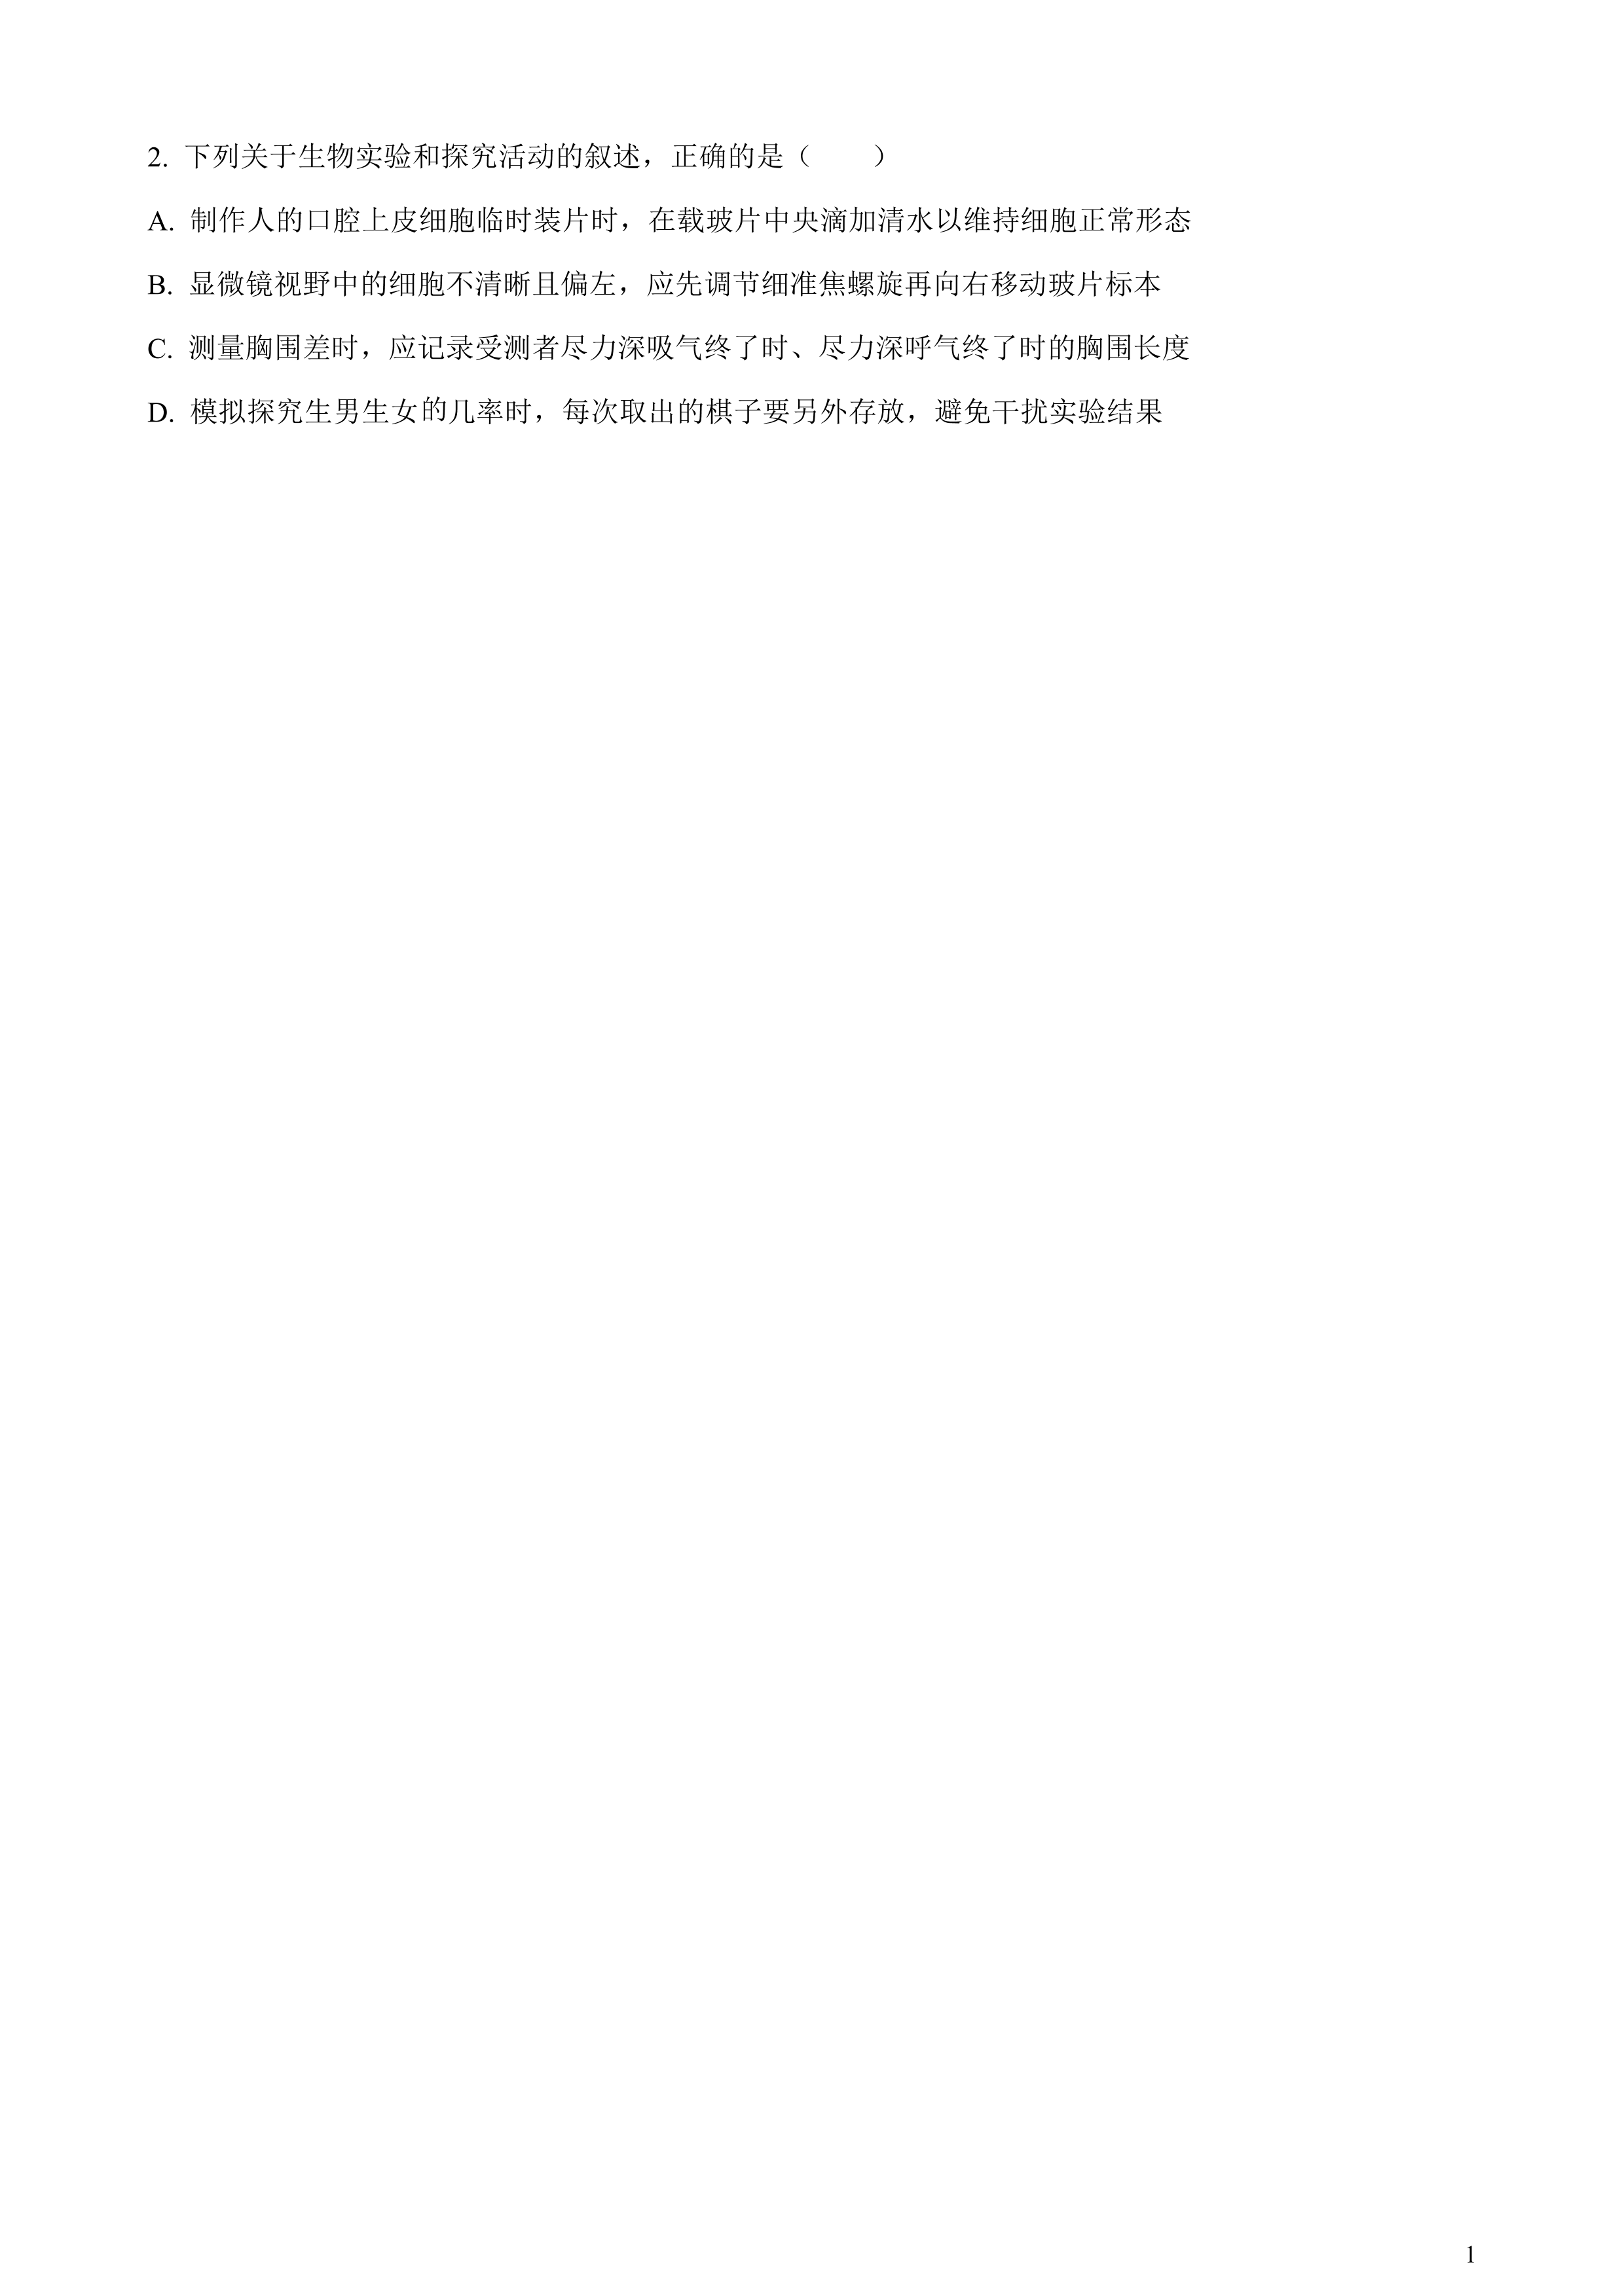 2. 下列关于生物实验和探究活动的叙述，正确的是（　　）
A. 制作人的口腔上皮细胞临时装片时，在载玻片中央滴加清水以维持细胞正常形态
B. 显微镜视野中的细胞不清晰且偏左，应先调节细准焦螺旋再向右移动玻片标本
C. 测量胸围差时，应记录受测者尽力深吸气终了时、尽力深呼气终了时的胸围长度
D. 模拟探究生男生女的几率时，每次取出的棋子要另外存放，避免干扰实验结果
1